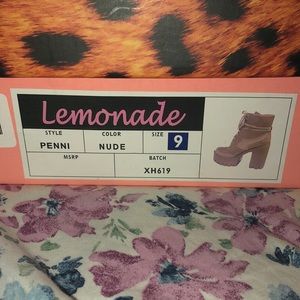 Lemonade
STYLE COLOR SIZE 9
PENNI NUDE
MSRP BATCH
XH619